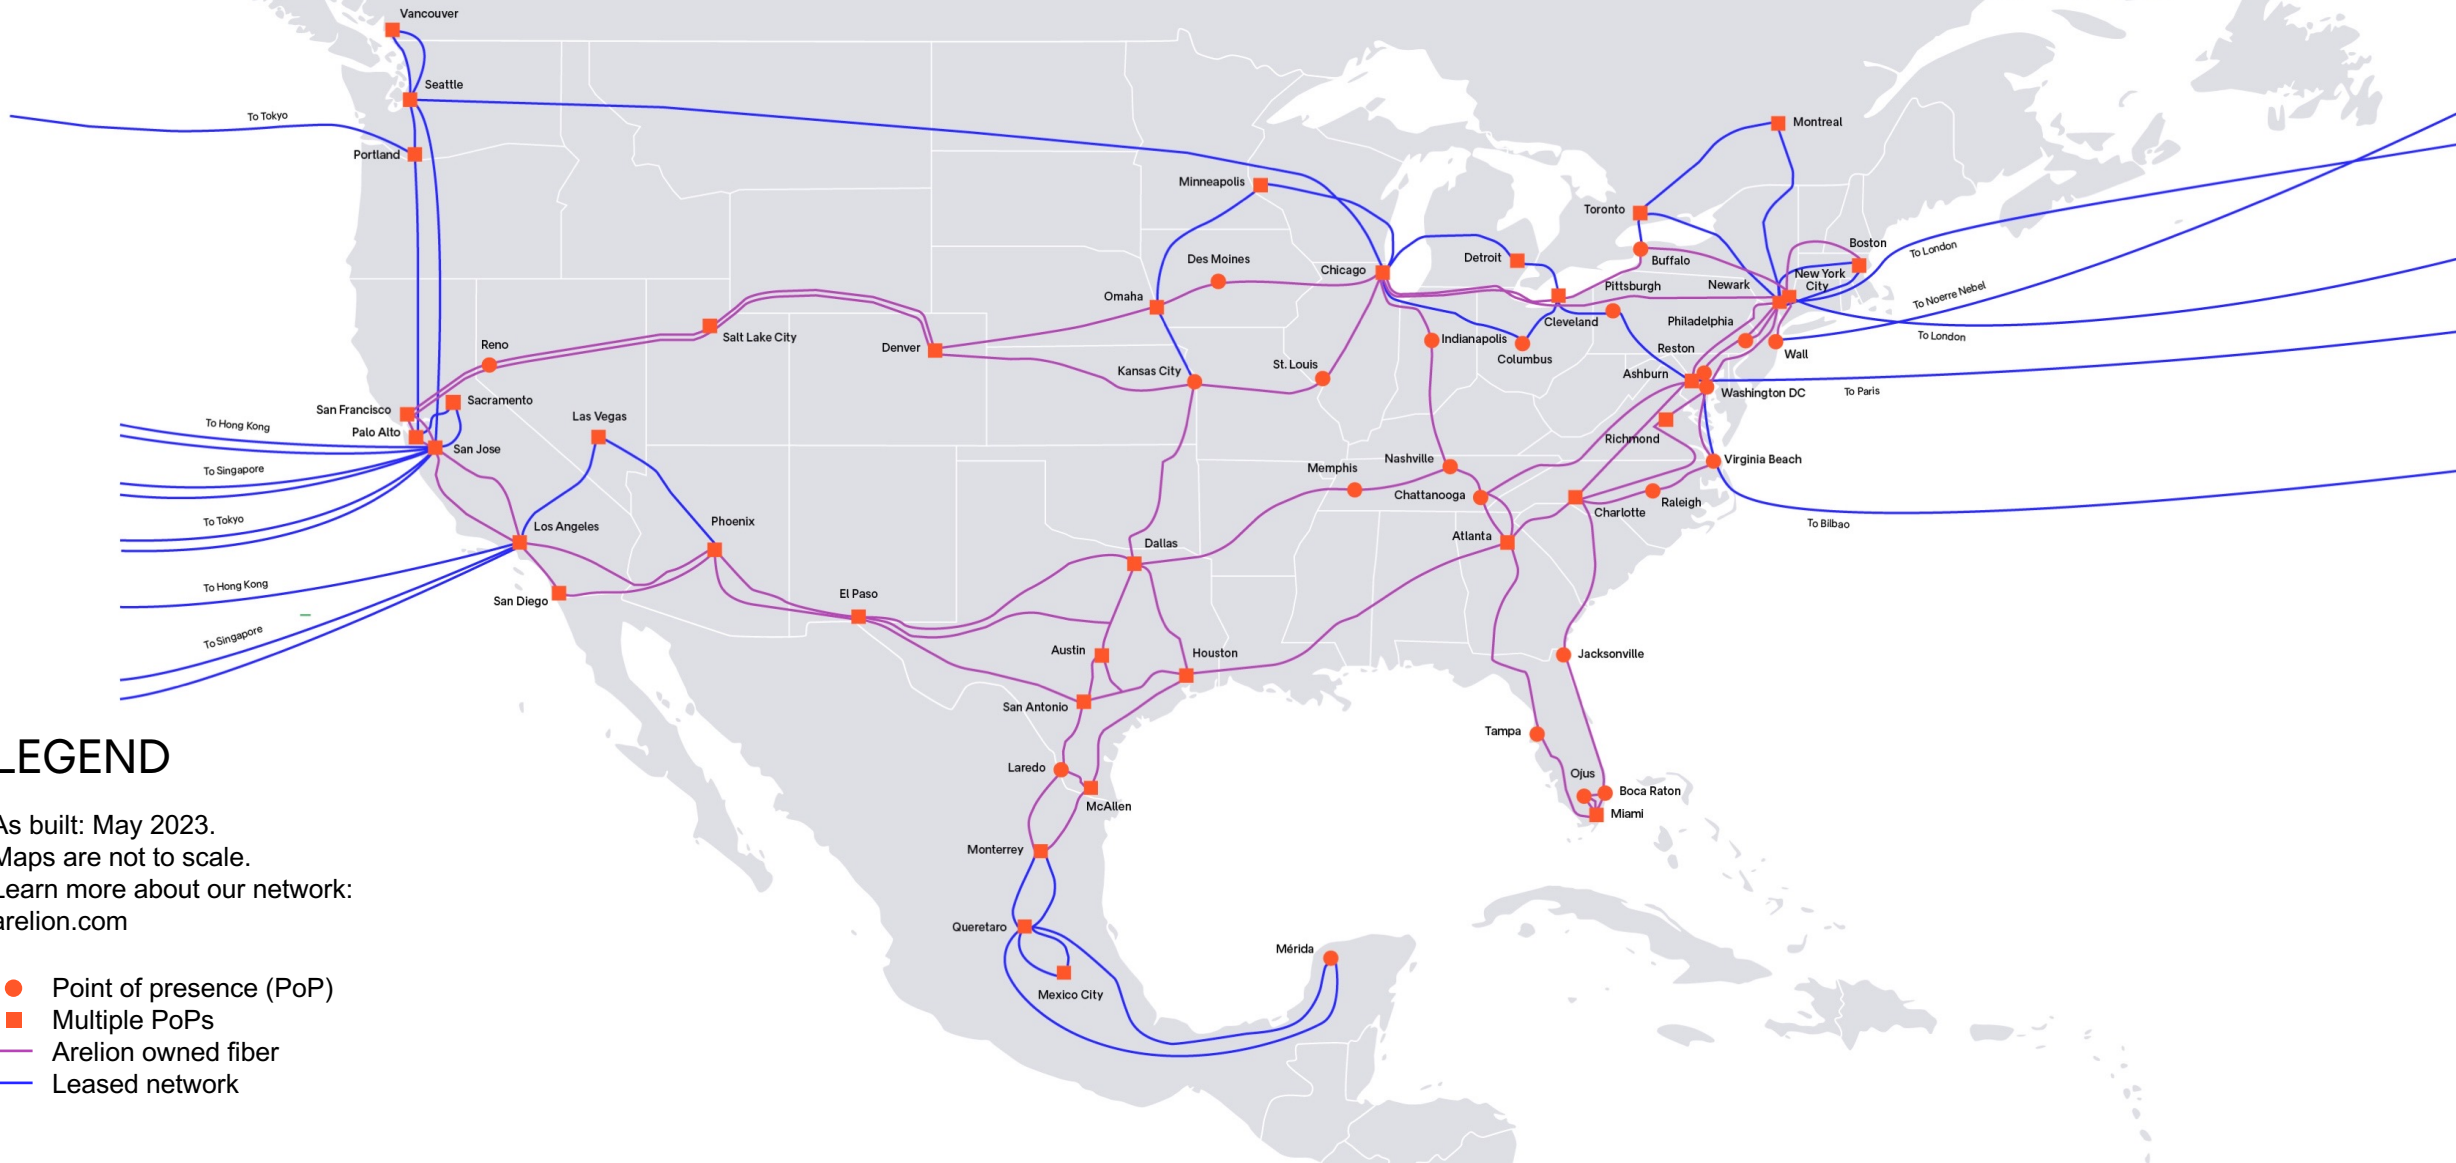 Vancouver
Seattle
To Tokyo
Portland
Montreal
Minneapolis
Toronto
Boston
To London
Buffalo
Detroit
Chicago
Des Moines
New York
City
Newark
Pittsburgh
Omaha
To Noerre Nebel
Cleveland
Philadelphia
Salt Lake City
Reno
Denver
Indianapolis
Columbus
Reston
Wall
To London
St. Louis
Kansas City
Ashburn
Washington DC
To Paris
Sacramento
San Francisco
Las Vegas
To Hong Kong
Palo Alto
San Jose
Richmond
Nashville
Virginia Beach
To Singapore
Memphis
Chattanooga
Raleigh
Charlotte
To Tokyo
Los Angeles
Phoenix
To Bilbao
Atlanta
Dallas
To Hong Kong
San Diego
El Paso
To Singapore
Austin
Houston
Jacksonville
San Antonio
Tampa
Laredo
Ojus
Boca Raton
McAllen
Miami
Monterrey
Queretaro
Mérida
Mexico City
LEGEND
As built: May 2023.
Maps are not to scale.
Learn more about our network:
arelion.com
Point of presence (PoP)
Multiple PoPs
Arelion owned fiber
Leased network